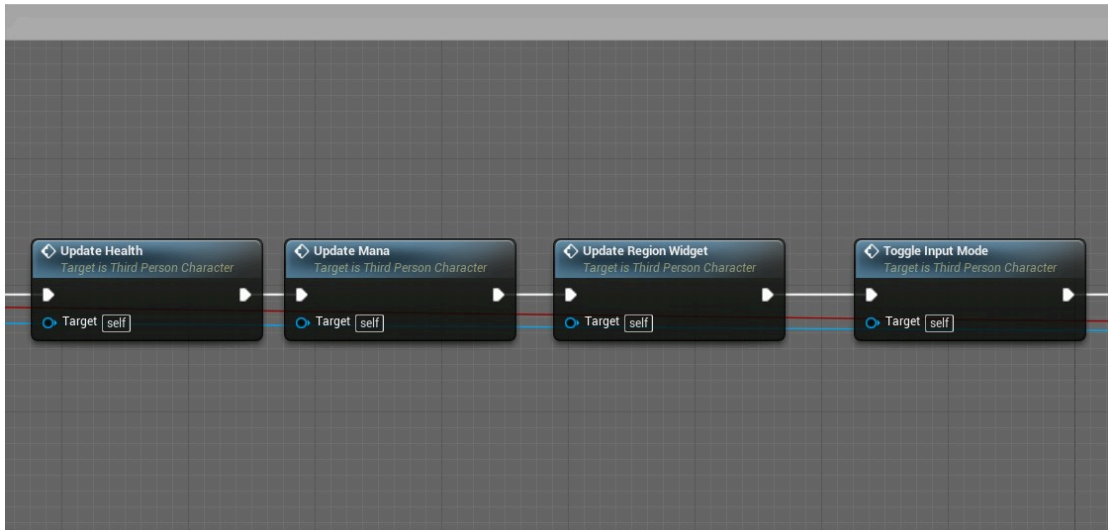 Update Health
Target is Third Person Character
Target self
Update Mana
Target is Third Person Character
Target self
Update Region Widget
Target is Third Person Character
Target self
Toggle Input Mode
Target is Third Person Character
Target self